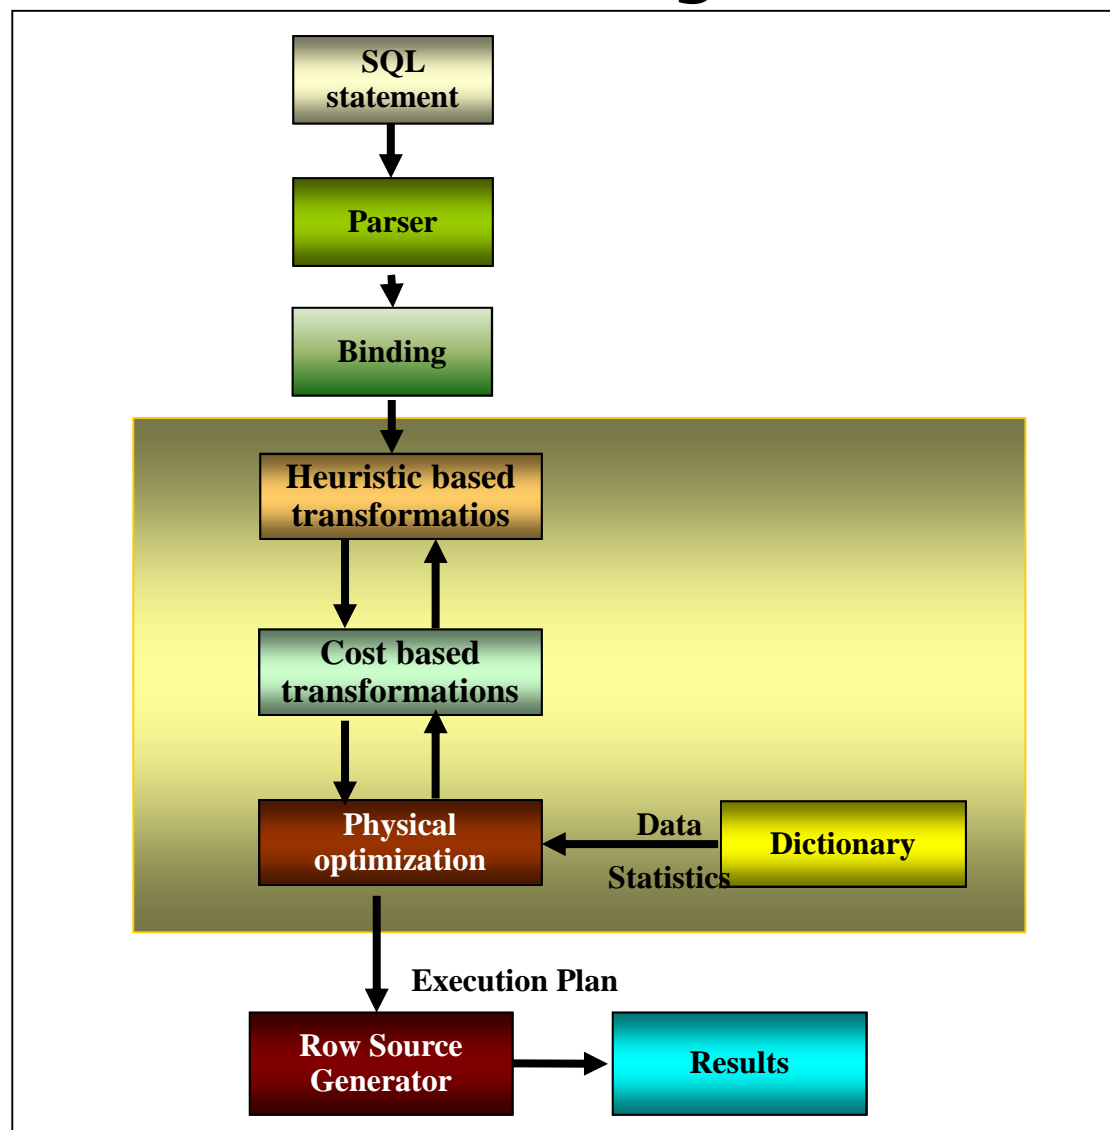 SQL
statement
Parser
Binding
Heuristic based
transformatios
Cost based
transformations
Physical
optimization
Data
Statistics
Dictionary
Execution Plan
Row Source
Generator
Results